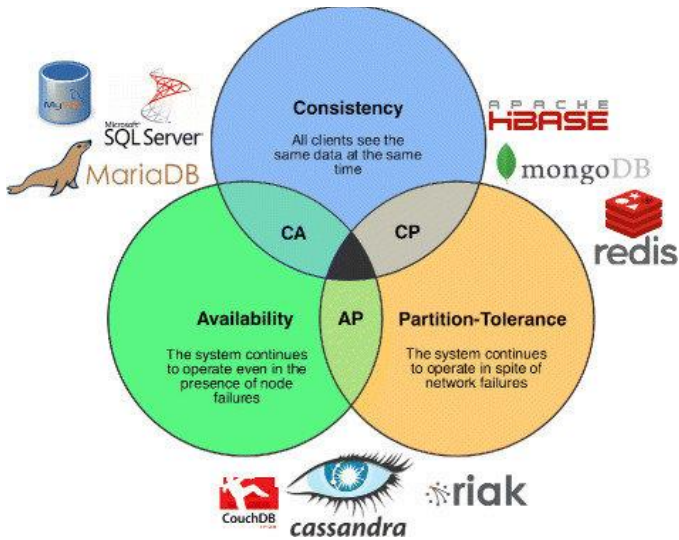 MySQL
Microsoft
SQL Server
MariaDB
Consistency
All clients see the
same data at the same
time
APACHE
HBASE
mongoDB
redis
CA
CP
AP
Availability
The system continues
to operate even in the
presence of node
failures
Partition-Tolerance
The system continues
to operate in spite of
network failures
CouchDB
cassandra
riak